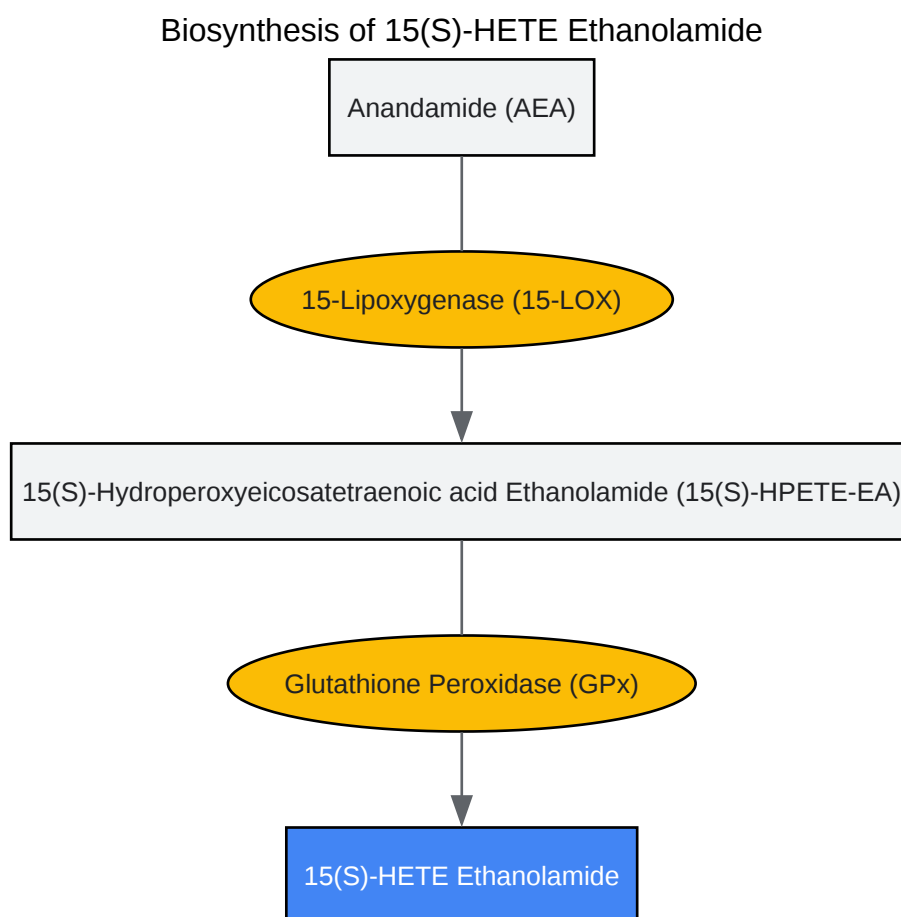 Biosynthesis of 15(S)-HETE Ethanolamide
Anandamide (AEA)
15-Lipoxygenase (15-LOX)
15(S)-Hydroperoxyeicosatetraenoic acid Ethanolamide (15(S)-HPETE-EA)
Glutathione Peroxidase (GPx)
15(S)-HETE Ethanolamide